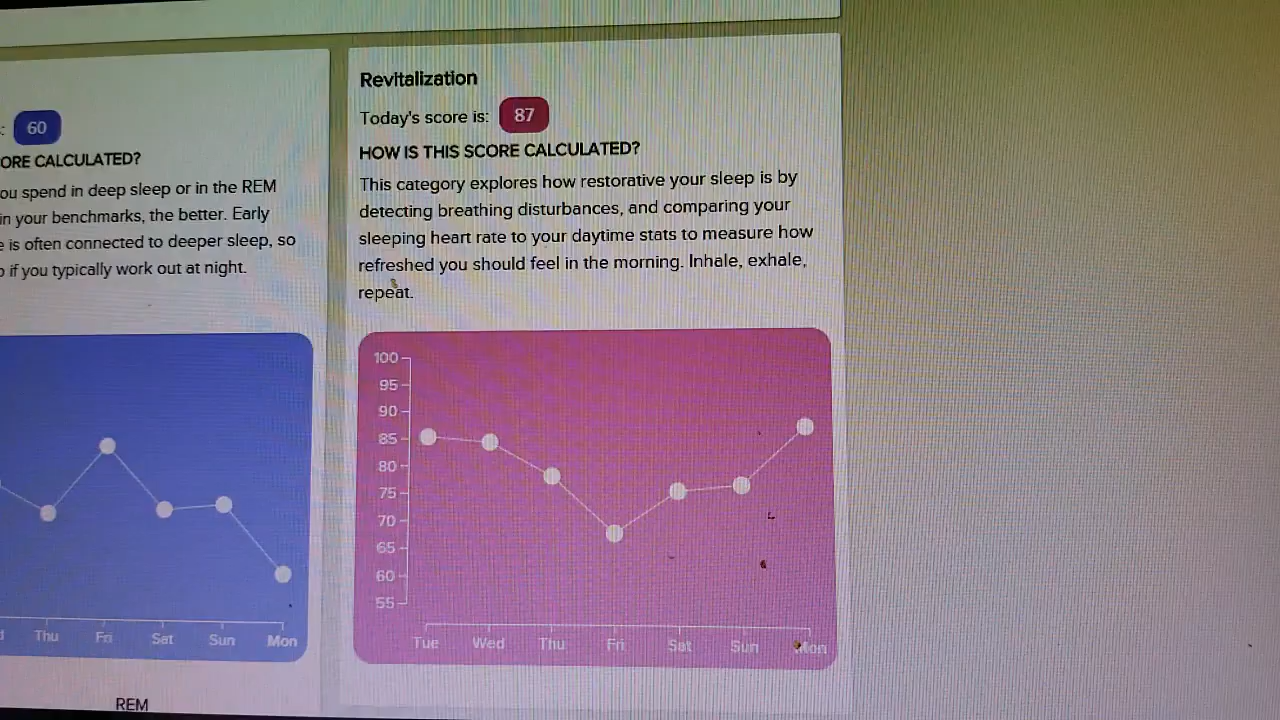 : 60
ORE CALCULATED?
ou spend in deep sleep or in the REM
in your benchmarks, the better. Early
e is often connected to deeper sleep, so
if you typically work out at night.
Thu Fri Sat Sun Mon
REM
Revitalization
Today's score is: 87
HOW IS THIS SCORE CALCULATED?
This category explores how restorative your sleep is by
detecting breathing disturbances, and comparing your
sleeping heart rate to your daytime stats to measure how
refreshed you should feel in the morning. Inhale, exhale,
repeat.
100
95
90
85
80
75
70
65
60
55
Tue Wed Thu Fri Sat Sun Mon